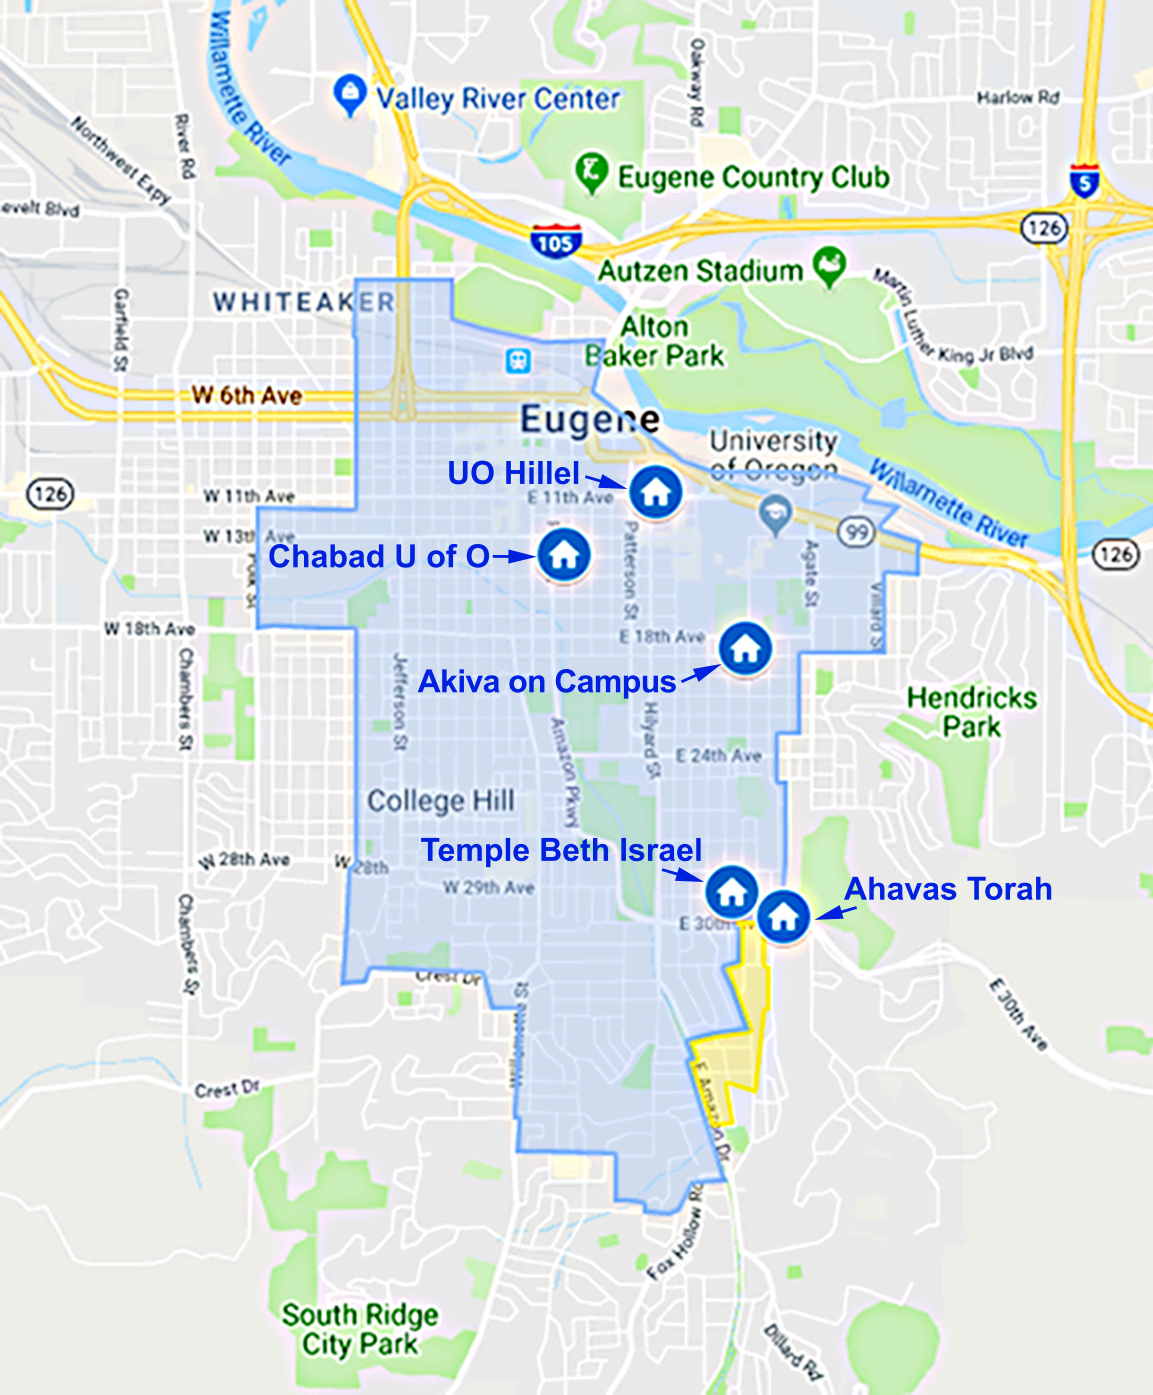 Willamette River
Valley River Center
Oakway Rd
Harlow Rd
Northwest Expy
River Rd
evelt Blvd
Eugene Country Club
5
126
105
Autzen Stadium
Martin Luther King Jr Blvd
WHITEAKER
Garfield St
Alton
Baker Park
W 6th Ave
Eugene
University
of Oregon
UO Hillel
126
W 11th Ave
E 11th Ave
Willamette River
99
W 13th Ave
Chabad U of O
Patterson St
Agate St
126
Polk St
Villard St
W 18th Ave
E 18th Ave
Chambers St
Jefferson St
Akiva on Campus
Hendricks
Park
Hilyard St
Amazon Pkwy
E 24th Ave
College Hill
Temple Beth Israel
W 28th Ave
W 28th
W 29th Ave
Ahavas Torah
E 30th
Chambers St
Crest Dr
E 30th Ave
Willamette St
Crest Dr
E Amazon Dr
Fox Hollow Rd
South Ridge
City Park
Dillard Rd